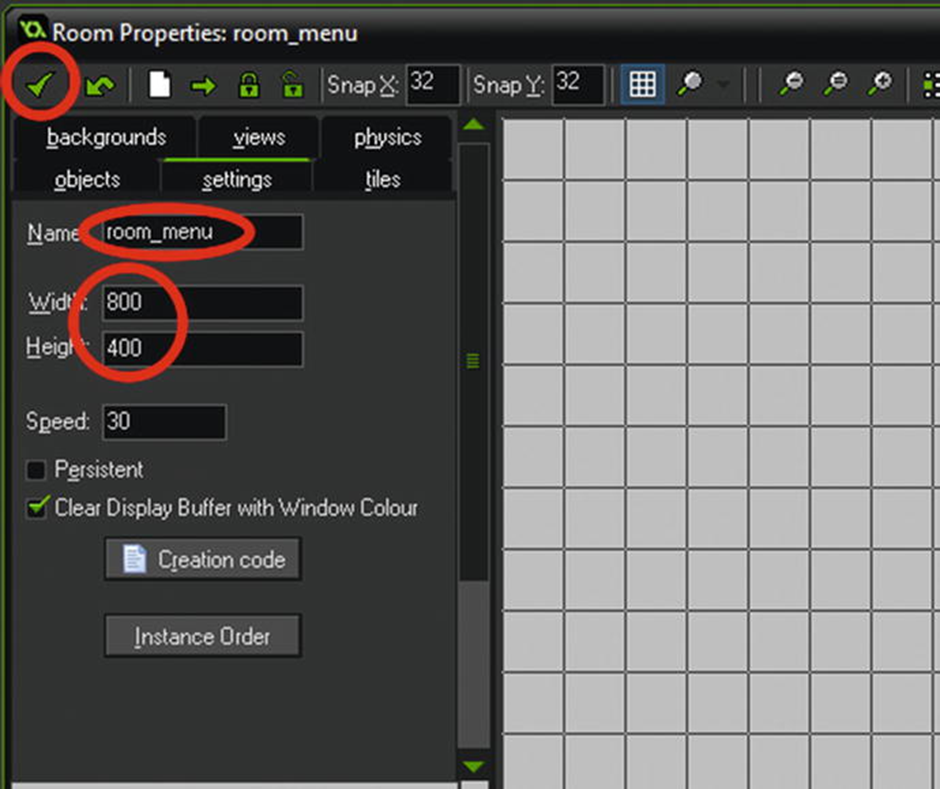 Room Properties: room_menu
Snap X: 32 Snap Y: 32
backgrounds views physics
objects settings tiles
Name: room_menu
Width: 800
Height: 400
Speed: 30
Persistent
Clear Display Buffer with Window Colour
Creation code
Instance Order